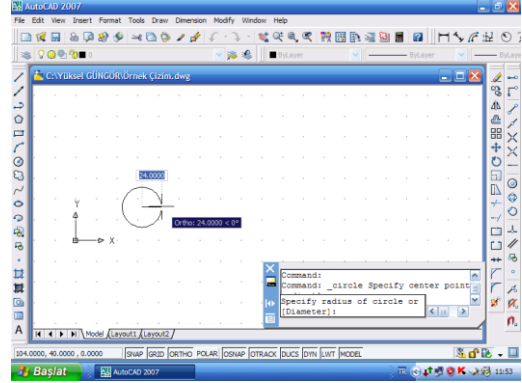 AutoCAD 2007
File Edit View Insert Format Tools Draw Dimension Modify Window Help
0
ByLayer
ByLayer
ByLayer
C:\Yüksel GÜNGÖR\Örnek Çizim.dwg
24.0000
Ortho: 24.0000 < 0°
Y
X
Command:
Command: _circle Specify center point
Specify radius of circle or
[Diameter]:
Model Layout1 Layout2
104.0000, 40.0000 , 0.0000 SNAP GRID ORTHO POLAR OSNAP OTRACK DUCS DYN LWT MODEL
Başlat AutoCAD 2007 TR 11:53